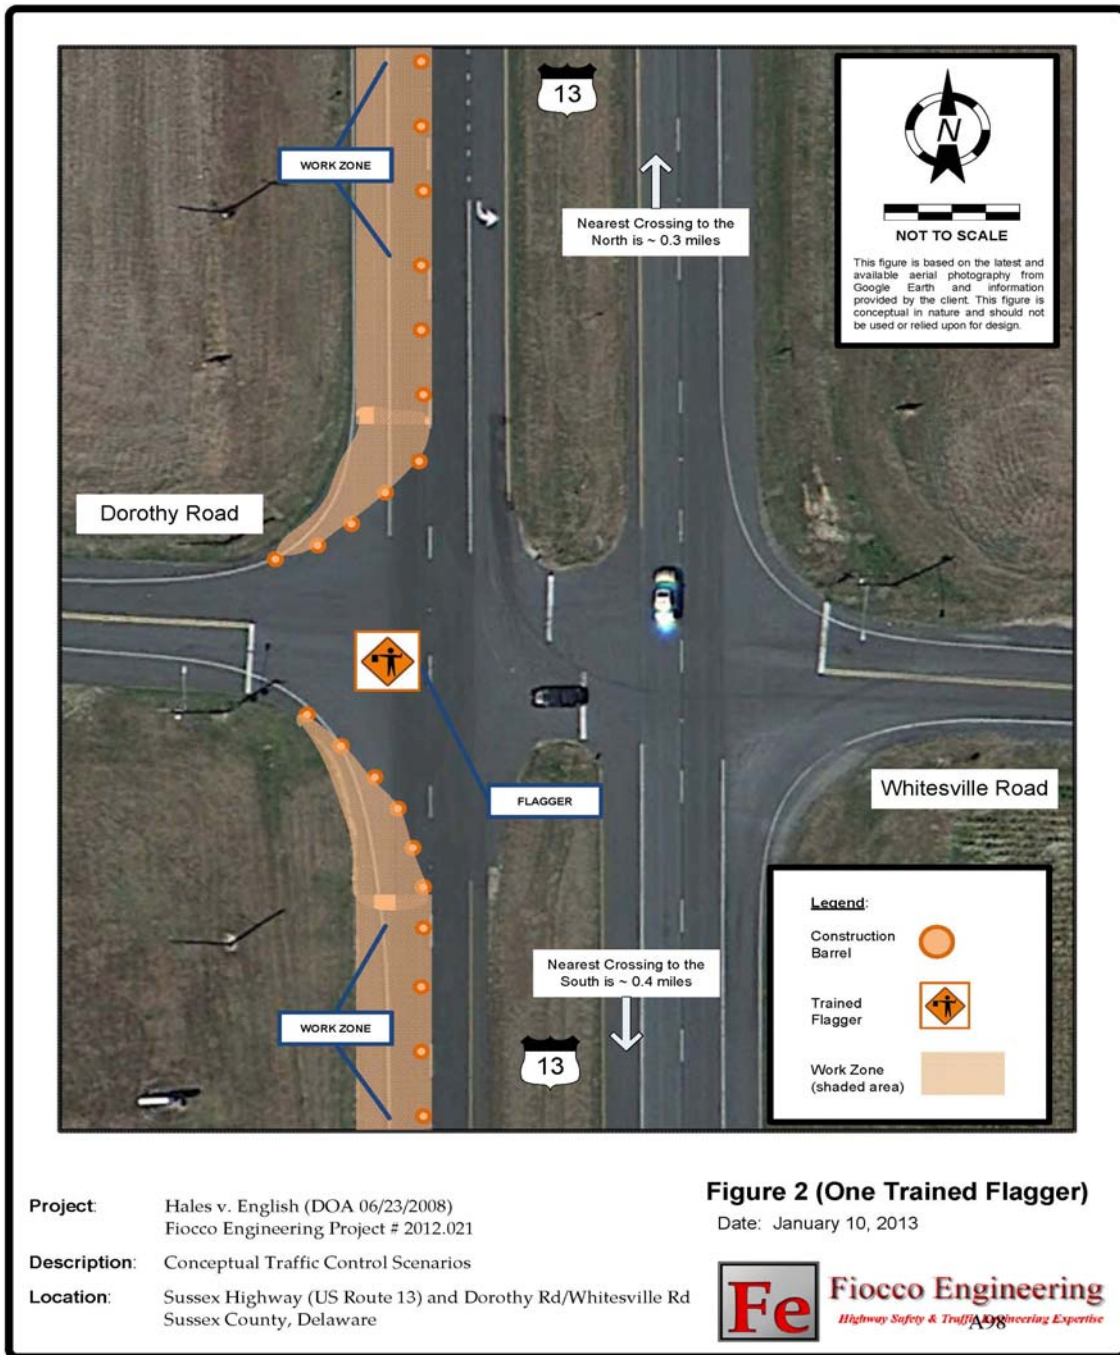 13
N
NOT TO SCALE
This figure is based on the latest and
available aerial photography from
Google Earth and information
provided by the client. This figure is
conceptual in nature and should not
be used or relied upon for design.
WORK ZONE
Nearest Crossing to the
North is ~ 0.3 miles
Dorothy Road
FLAGGER
Whitesville Road
Nearest Crossing to the
South is ~ 0.4 miles
WORK ZONE
13
Legend:
Construction
Barrel
Trained
Flagger
Work Zone
(shaded area)
Project: Hales v. English (DOA 06/23/2008)
Fiocco Engineering Project # 2012.021
Description: Conceptual Traffic Control Scenarios
Location: Sussex Highway (US Route 13) and Dorothy Rd/Whitesville Rd
Sussex County, Delaware
Figure 2 (One Trained Flagger)
Date: January 10, 2013
Fe
Fiocco Engineering
Highway Safety & Traffic Engineering Expertise
A98